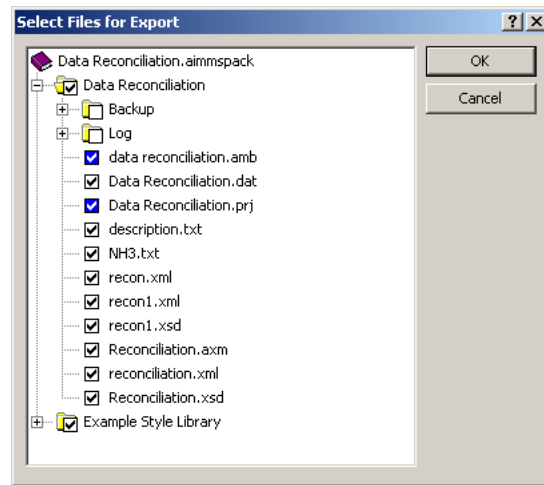 Select Files for Export
Data Reconciliation.aimmspack
OK
Data Reconciliation
Cancel
Backup
Log
data reconciliation.amb
Data Reconciliation.dat
Data Reconciliation.prj
description.txt
NH3.txt
recon.xml
recon1.xml
recon1.xsd
Reconciliation.axm
reconciliation.xml
Reconciliation.xsd
Example Style Library